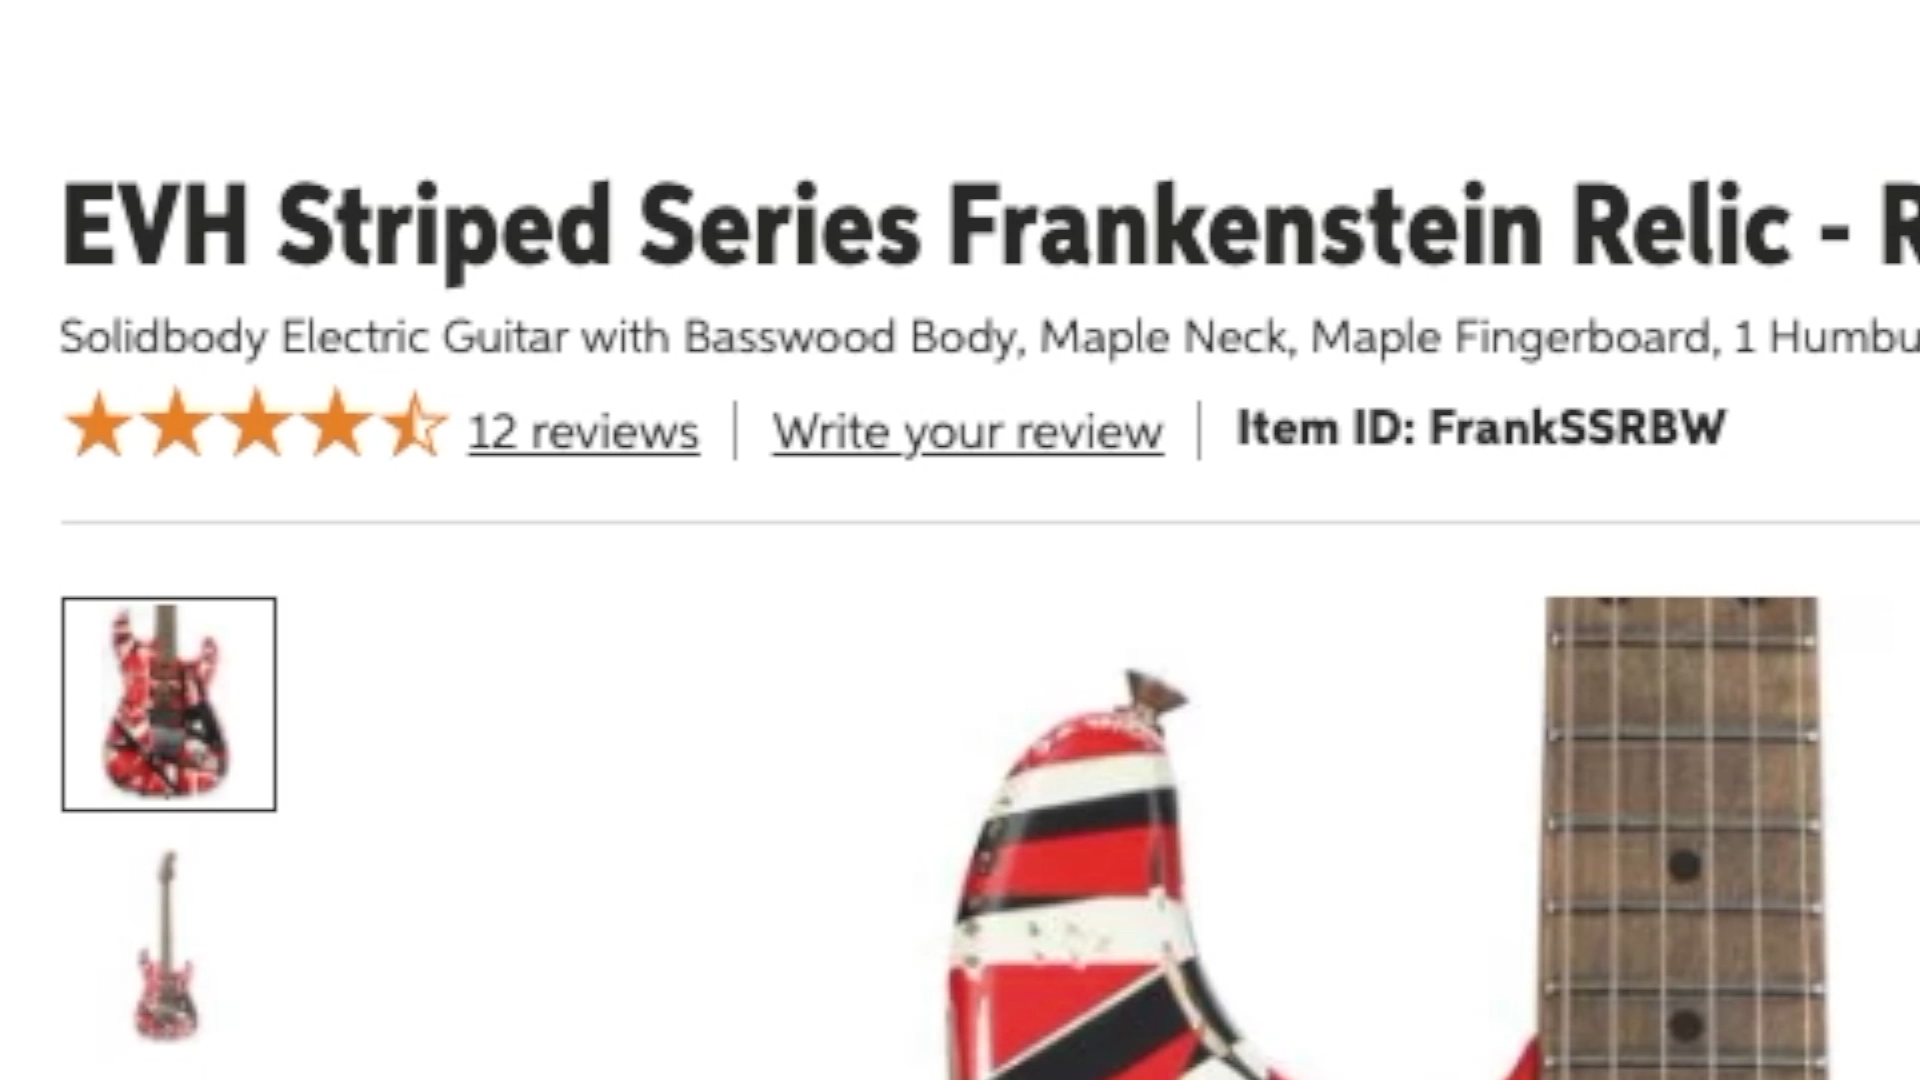 EVH Striped Series Frankenstein Relic -
Solidbody Electric Guitar with Basswood Body, Maple Neck, Maple Fingerboard, 1
12 reviews | Write your review | Item ID: FrankSSRBW